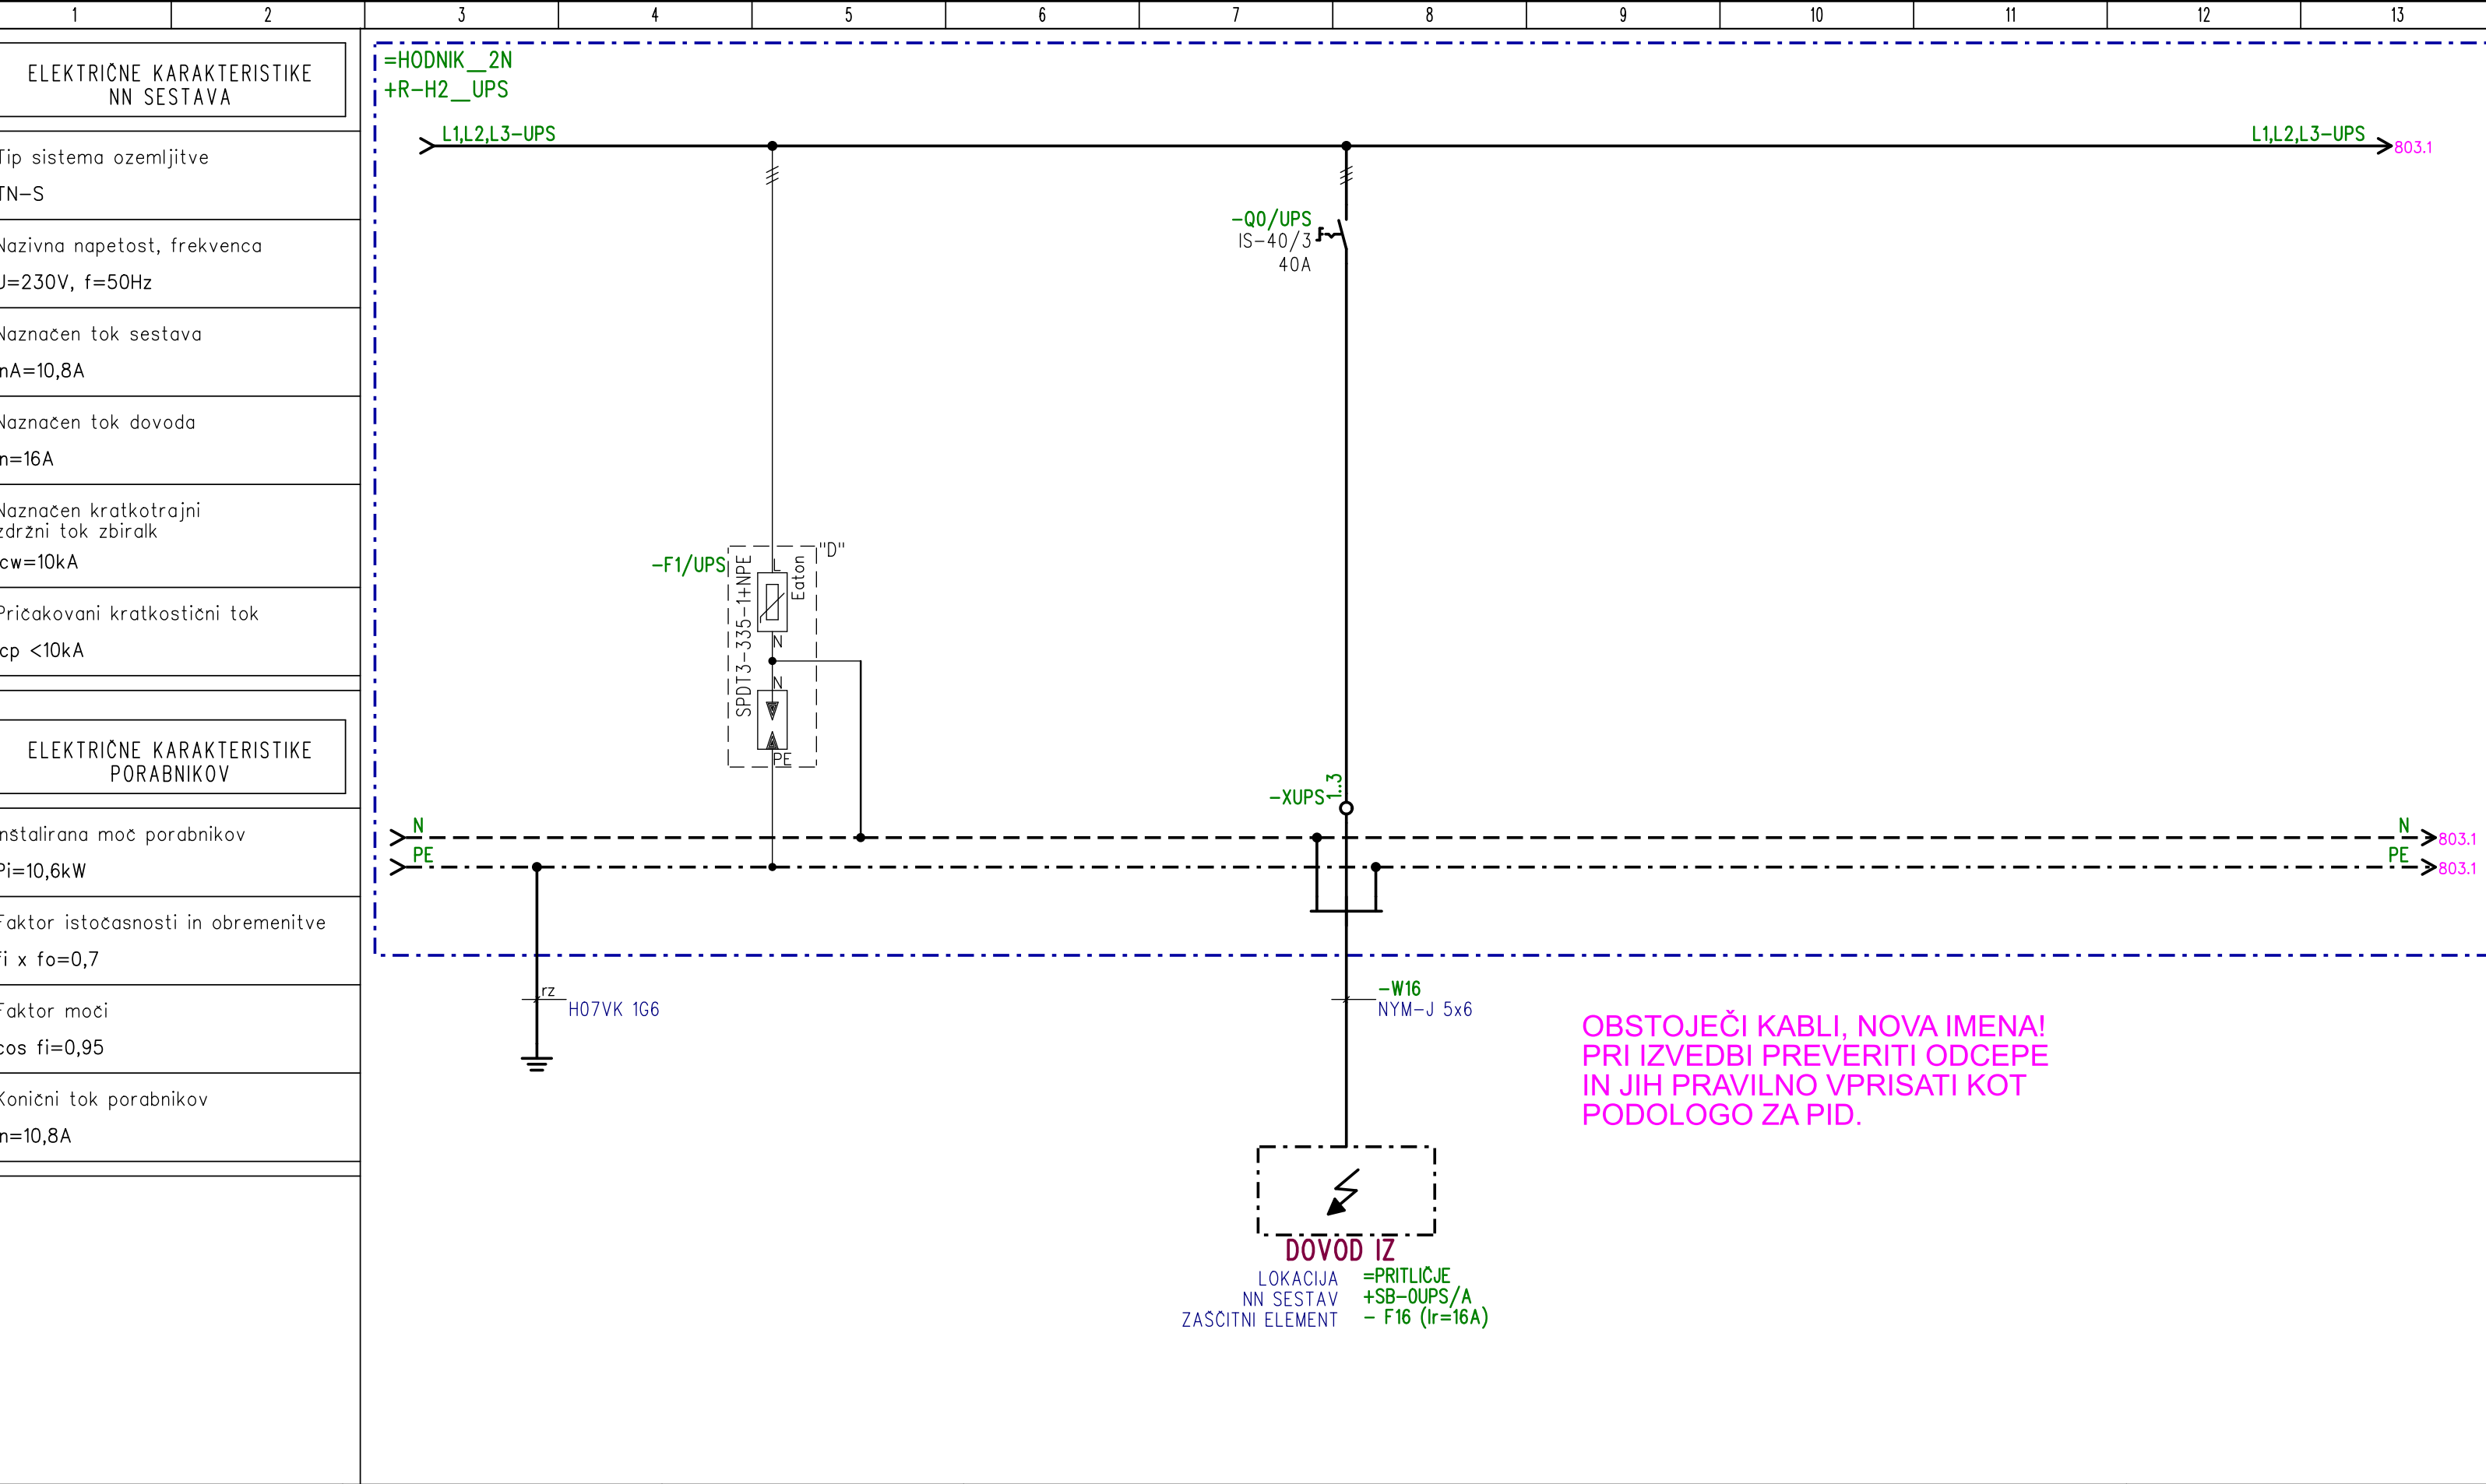 1 2 3 4 5 6 7 8 9 10 11 12 13
ELEKTRIČNE KARAKTERISTIKE
NN SESTAVA
Tip sistema ozemljitve
TN-S
Nazivna napetost, frekvenca
U=230V, f=50Hz
Naznačen tok sestava
nA=10,8A
Naznačen tok dovoda
n=16A
Naznačen kratkotrajni
zdržni tok zbiralk
cw=10kA
Pričakovani kratkostični tok
cp <10kA
ELEKTRIČNE KARAKTERISTIKE
PORABNIKOV
nštalirana moč porabnikov
Pi=10,6kW
Faktor istočasnosti in obremenitve
fi x fo=0,7
Faktor moči
cos fi=0,95
Konični tok porabnikov
n=10,8A
=HODNIK__2N
+R-H2__UPS
L1,L2,L3-UPS
L1,L2,L3-UPS
803.1
-Q0/UPS
IS-40/3
40A
-F1/UPS
"D"
SPDT3-335-1+NPE
Eaton
L
N
N
PE
-XUPS
1..3
N
N
803.1
PE
PE
803.1
rz
H07VK 1G6
-W16
NYM-J 5x6
OBSTOJEČI KABLI, NOVA IMENA!
PRI IZVEDBI PREVERITI ODCEPE
IN JIH PRAVILNO VPRISATI KOT
PODOLOGO ZA PID.
DOVOD IZ
LOKACIJA =PRITLIČJE
NN SESTAV +SB-0UPS/A
ZAŠČITNI ELEMENT - F16 (Ir=16A)